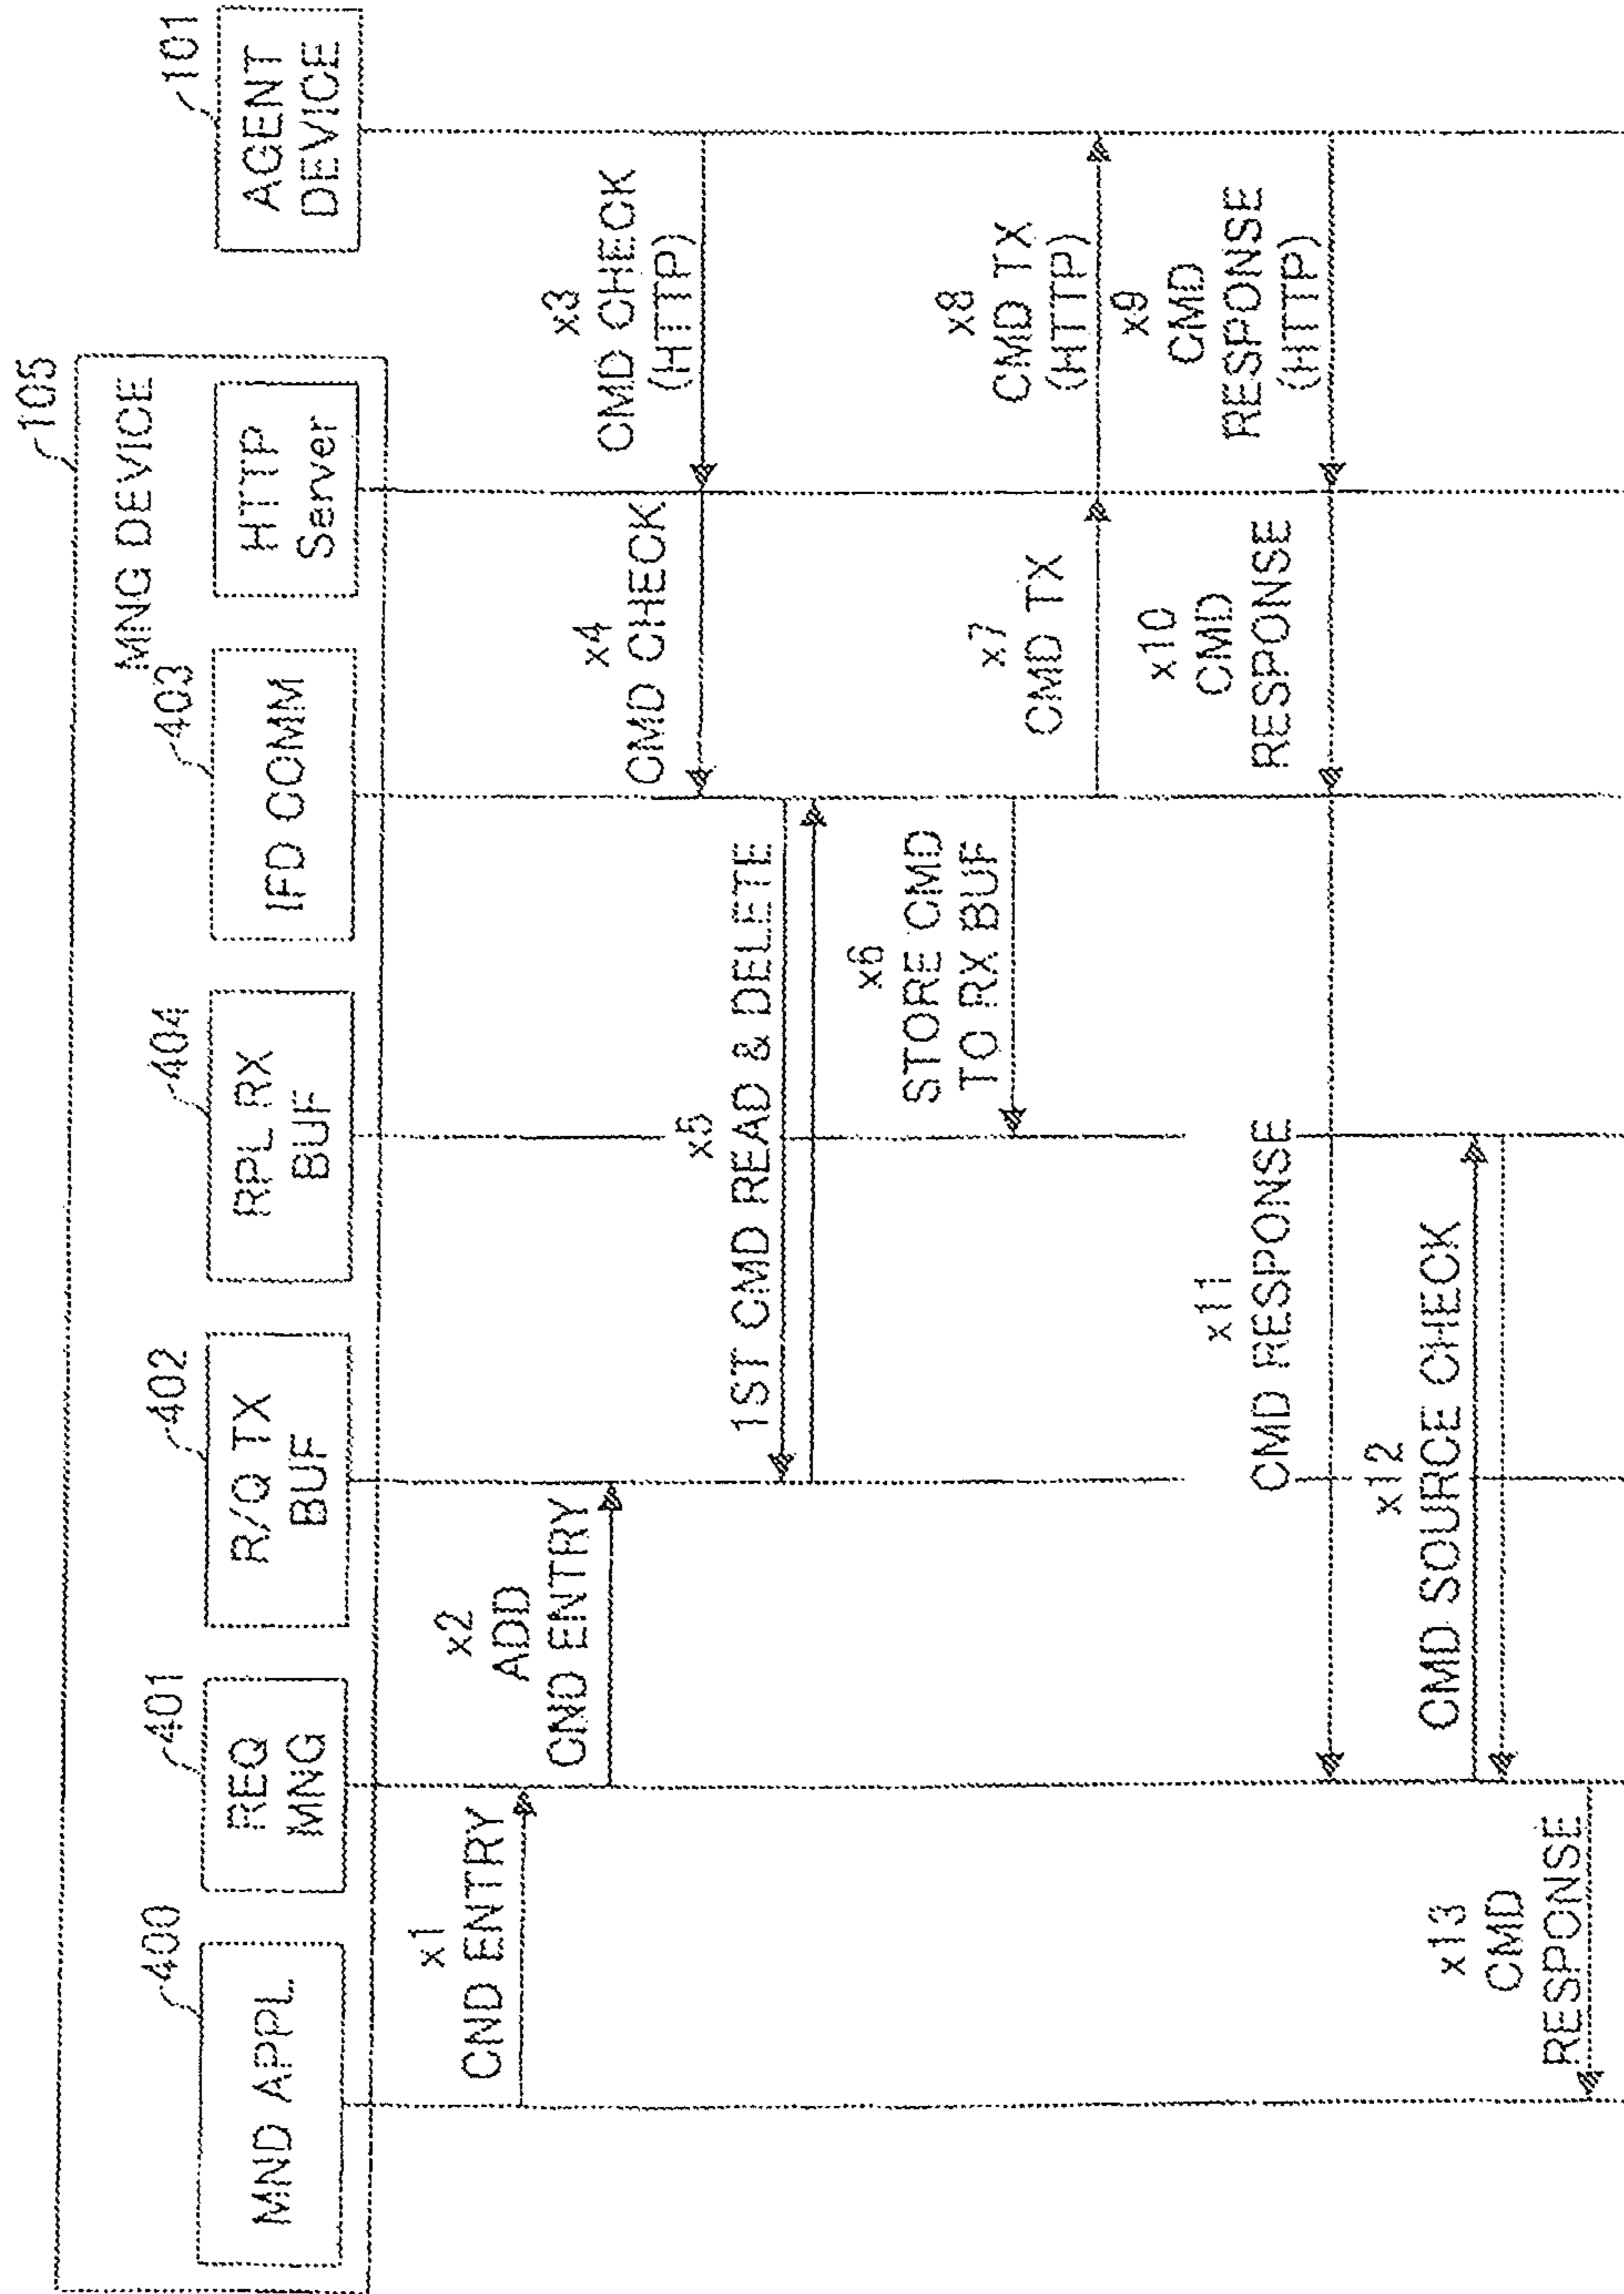 105
MNG DEVICE
400
MND APPL
401
REQ
MNG
402
R/Q TX
BUF
404
RPL RX
BUF
403
IFD COMM
HTTP
Server
101
AGENT
DEVICE
x1
CND ENTRY
x2
ADD
CND ENTRY
x3
CMD CHECK
(HTTP)
x4
CMD CHECK
x5
1ST CMD READ & DELETE
x6
STORE CMD
TO RX BUF
x7
CMD TX
x8
CMD TX
(HTTP)
x9
CMD
RESPONSE
(HTTP)
x10
CMD
RESPONSE
x11
CMD RESPONSE
x12
CMD SOURCE CHECK
x13
CMD
RESPONSE